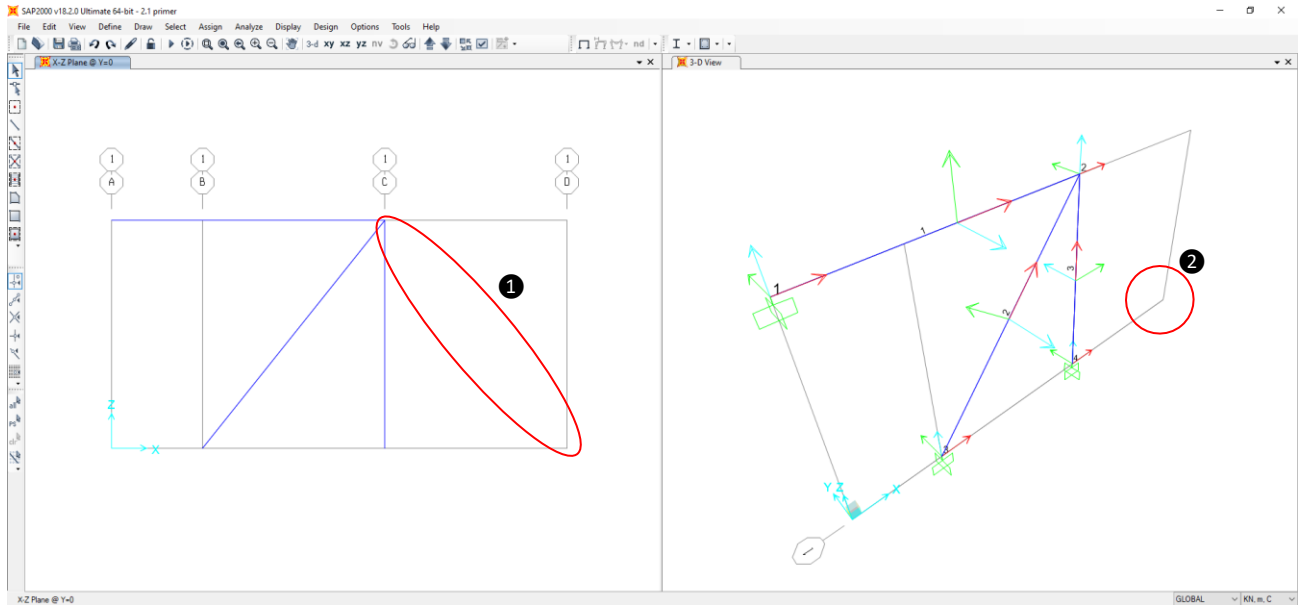 SAP2000 v18.2.0 Ultimate 64-bit - 2.1 primer
File Edit View Define Draw Select Assign Analyze Display Design Options Tools Help
3-d xy xz yz nv nd
X-Z Plane @ Y=0
3-D View
1 1 1 1
A B C D
Z
X
1
2
1
1
2
2
3
3
4
Y Z X
1
X-Z Plane @ Y=0
GLOBAL
KN, m, C